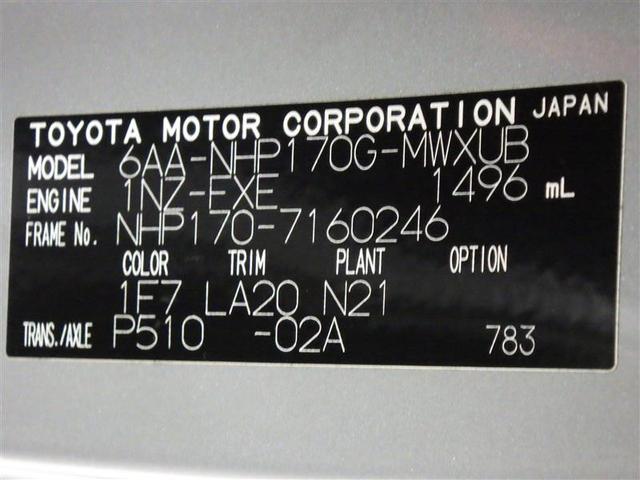 TOYOTA MOTOR CORPORATION JAPAN
MODEL 6AA-NHP170G-MWXUB
ENGINE 1NZ-FXE 1496 mL
FRAME No. NHP170-7160246
COLOR TRIM PLANT OPTION
1F7 LA20 N21
TRANS./AXLE P510 -02A 783